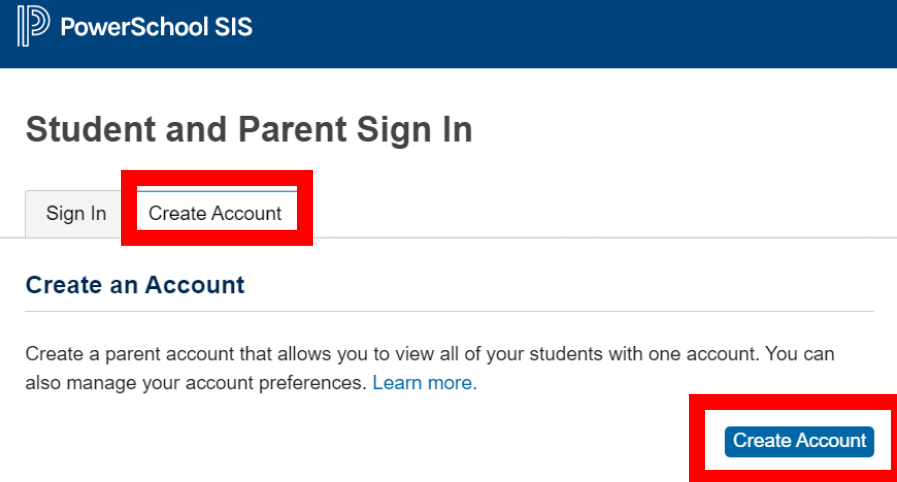 PowerSchool SIS
Student and Parent Sign In
Sign In
Create Account
Create an Account
Create a parent account that allows you to view all of your students with one account. You can
also manage your account preferences. Learn more.
Create Account